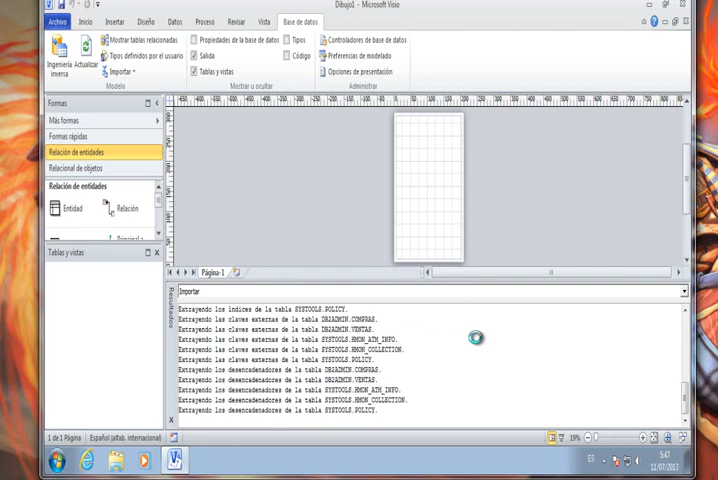 Dibujo1 - Microsoft Visio
Archivo Inicio Insertar Diseño Datos Proceso Revisar Vista Base de datos
Ingeniería inversa
Actualizar
Mostrar tablas relacionadas
Tipos definidos por el usuario
Importar
Modelo
Propiedades de la base de datos
Salida
Tablas y vistas
Tipos
Código
Mostrar u ocultar
Controladores de base de datos
Preferencias de modelado
Opciones de presentación
Administrar
Formas
Más formas
Formas rápidas
Relación de entidades
Relacional de objetos
Relación de entidades
Entidad
Relación
Tablas y vistas
Página-1
Resultados
Importar
Extrayendo los índices de la tabla SYSTOOLS.POLICY.
Extrayendo las claves externas de la tabla DB2ADMIN.COMPRAS.
Extrayendo las claves externas de la tabla DB2ADMIN.VENTAS.
Extrayendo las claves externas de la tabla SYSTOOLS.HMON_ATM_INFO.
Extrayendo las claves externas de la tabla SYSTOOLS.HMON_COLLECTION.
Extrayendo las claves externas de la tabla SYSTOOLS.POLICY.
Extrayendo los desencadenadores de la tabla DB2ADMIN.COMPRAS.
Extrayendo los desencadenadores de la tabla DB2ADMIN.VENTAS.
Extrayendo los desencadenadores de la tabla SYSTOOLS.HMON_ATM_INFO.
Extrayendo los desencadenadores de la tabla SYSTOOLS.HMON_COLLECTION.
Extrayendo los desencadenadores de la tabla SYSTOOLS.POLICY.
1 de 1 Página Español (alfab. internacional) 19%
ES
5:47
11/07/2013